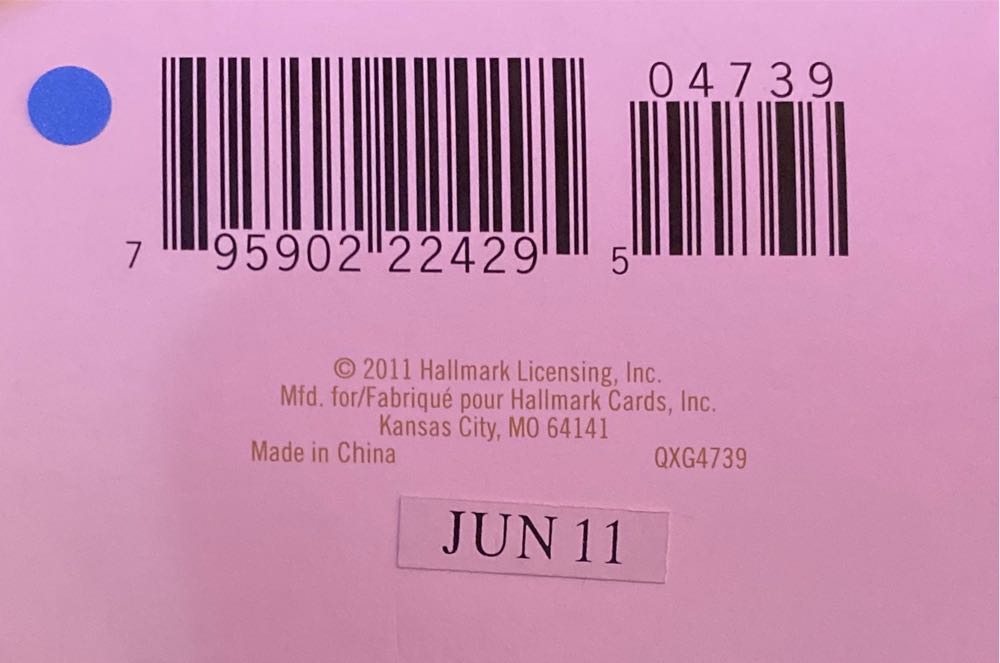 04739
7 95902 22429 5
© 2011 Hallmark Licensing, Inc.
Mfd. for/Fabriqué pour Hallmark Cards, Inc.
Kansas City, MO 64141
Made in China QXG4739
JUN 11